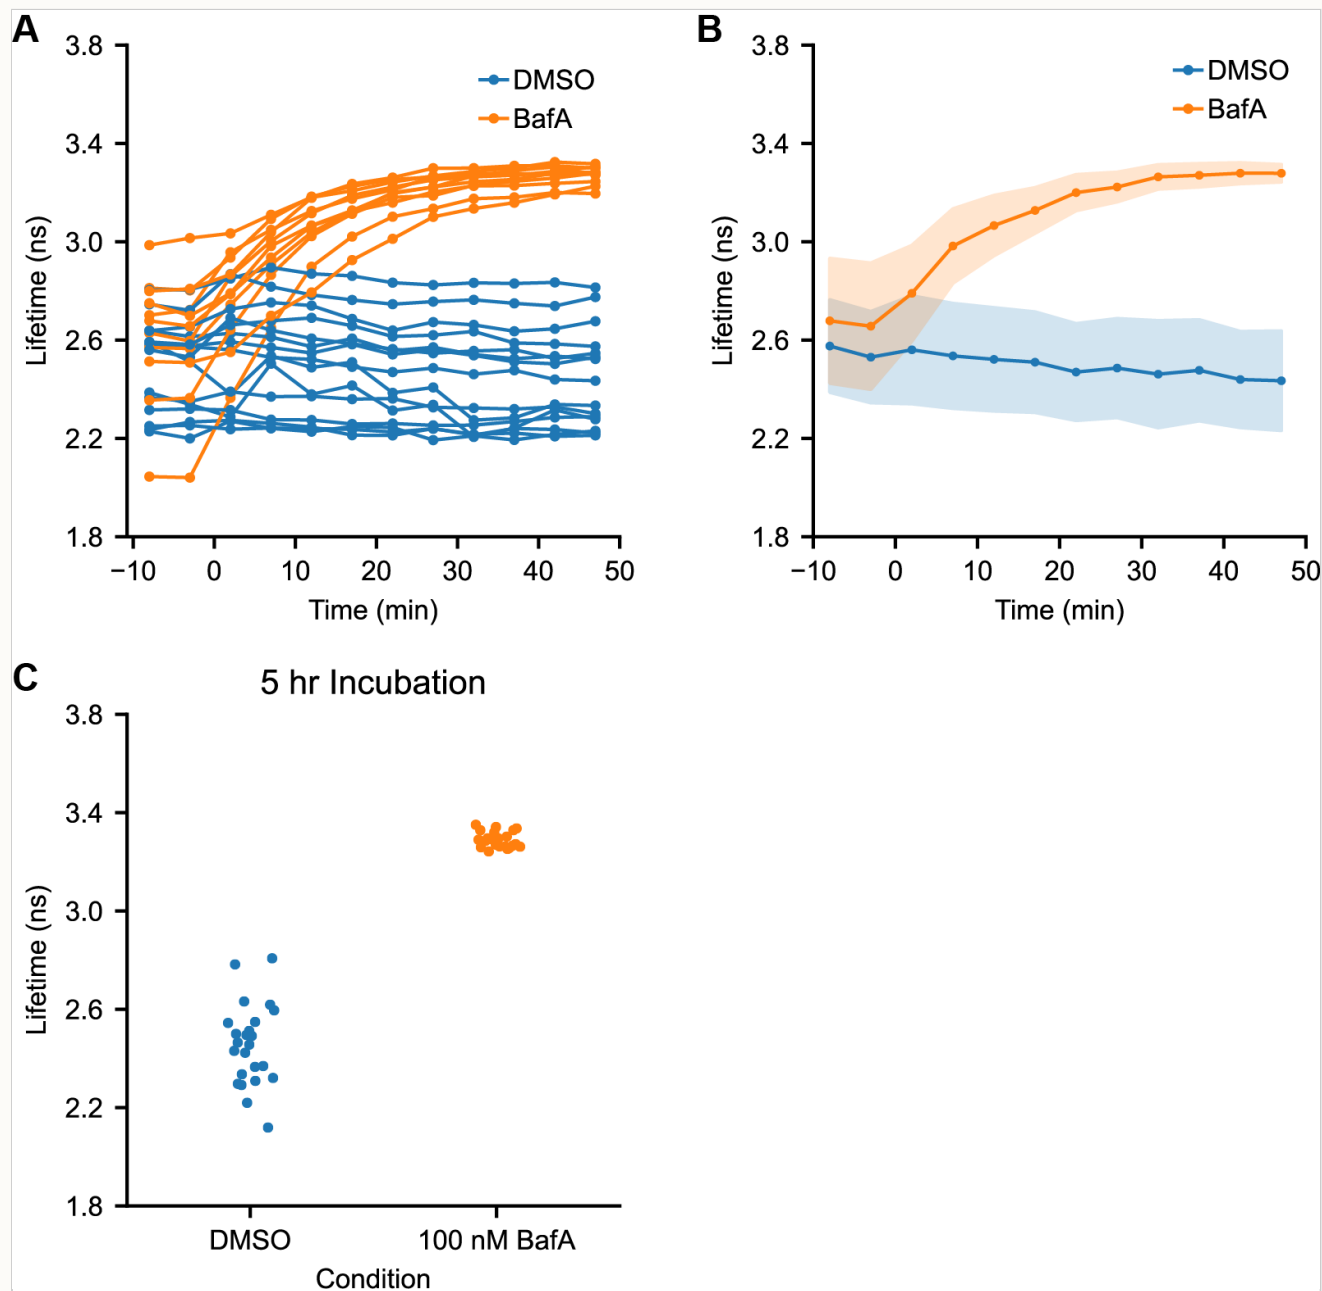 A
3.8
3.4
3.0
2.6
2.2
1.8
Lifetime (ns)
DMSO
BafA
−10 0 10 20 30 40 50
Time (min)
B
3.8
3.4
3.0
2.6
2.2
1.8
Lifetime (ns)
DMSO
BafA
−10 0 10 20 30 40 50
Time (min)
C
5 hr Incubation
3.8
3.4
3.0
2.6
2.2
1.8
Lifetime (ns)
DMSO 100 nM BafA
Condition